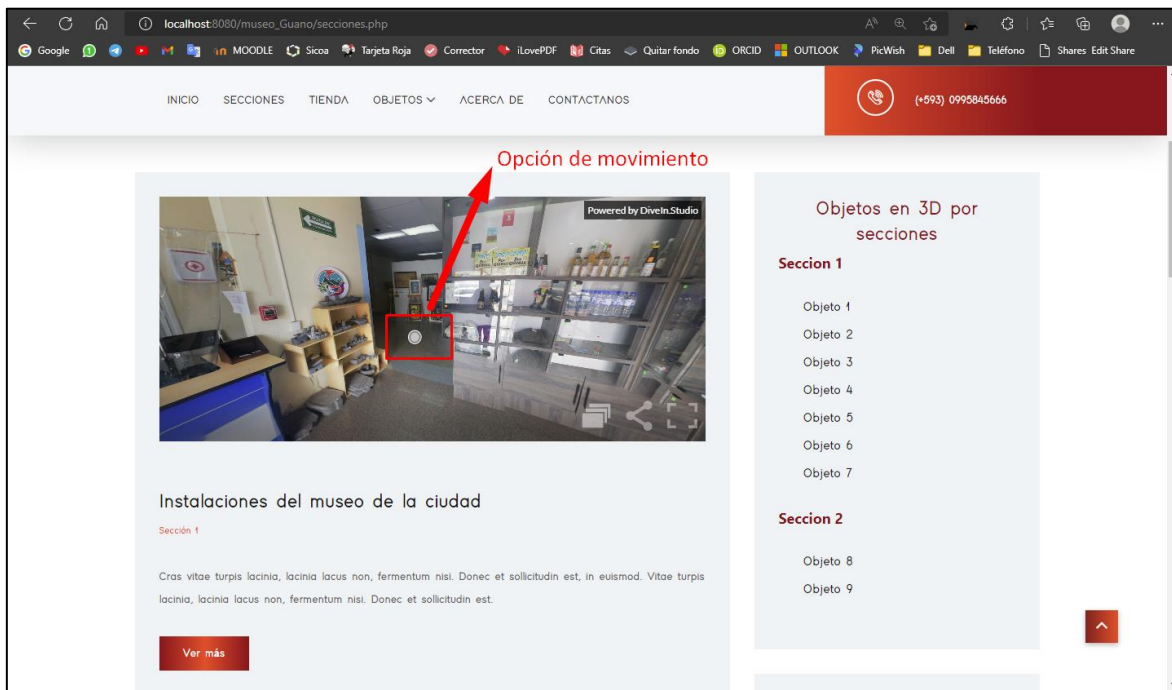 localhost:8080/museo_Guano/secciones.php
Google
MOODLE
Sicoa
Tarjeta Roja
Corrector
iLovePDF
Citas
Quitar fondo
ORCID
OUTLOOK
PicWish
Dell
Teléfono
Shares Edit Share
INICIO SECCIONES TIENDA OBJETOS ACERCA DE CONTACTANOS
(+593) 0995845666
Opción de movimiento
Powered by DiveIn.Studio
Instalaciones del museo de la ciudad
Sección 1
Cras vitae turpis lacinia, lacinia lacus non, fermentum nisi. Donec et sollicitudin est, in euismod. Vitae turpis
lacinia, lacinia lacus non, fermentum nisi. Donec et sollicitudin est.
Ver más
Objetos en 3D por
secciones
Seccion 1
Objeto 1
Objeto 2
Objeto 3
Objeto 4
Objeto 5
Objeto 6
Objeto 7
Seccion 2
Objeto 8
Objeto 9